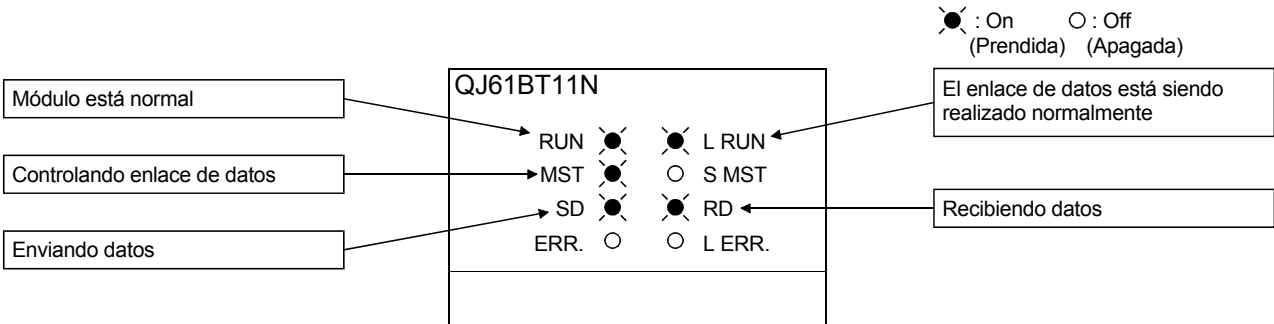 : On : Off
(Prendida) (Apagada)
QJ61BT11N
Módulo está normal
El enlace de datos está siendo
realizado normalmente
RUN L RUN
Controlando enlace de datos
MST S MST
SD RD
Recibiendo datos
Enviando datos
ERR. L ERR.